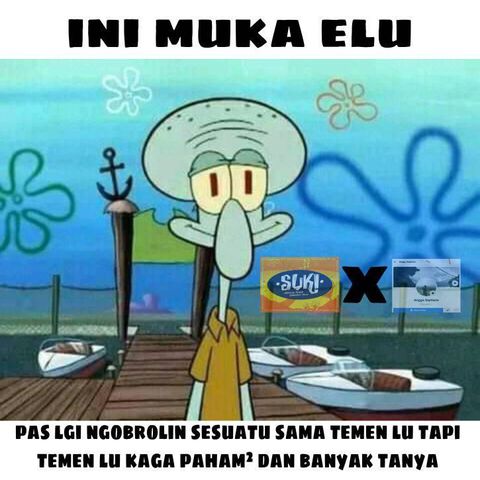 INI MUKA ELU
SUKI
X
PAS LGI NGOBROLIN SESUATU SAMA TEMEN LU TAPI
TEMEN LU KAGA PAHAM² DAN BANYAK TANYA